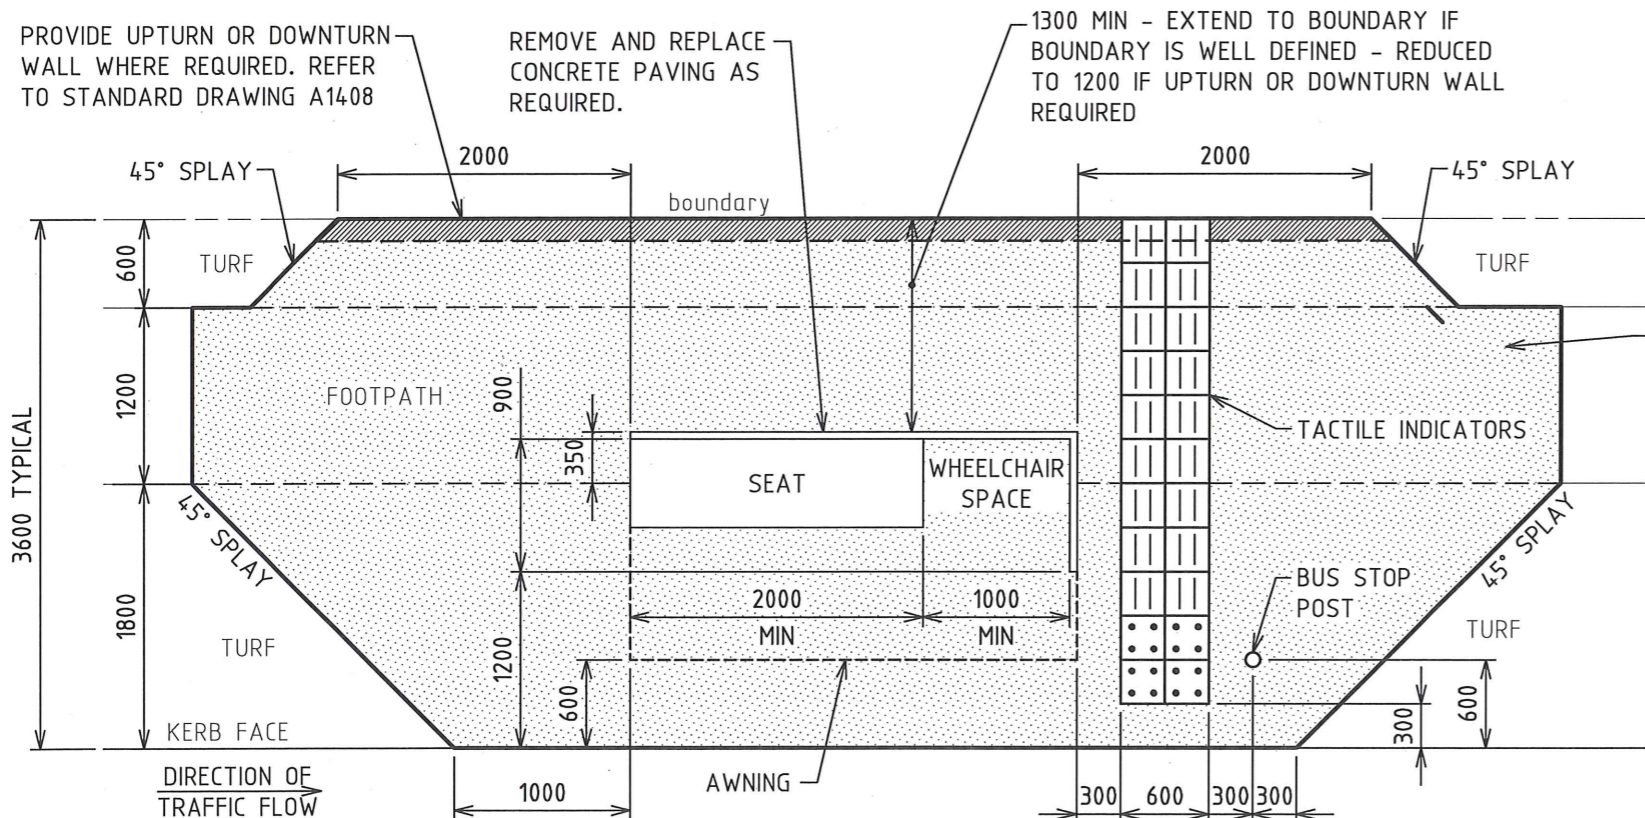 PROVIDE UPTURN OR DOWNTURN
WALL WHERE REQUIRED. REFER
TO STANDARD DRAWING A1408
REMOVE AND REPLACE
CONCRETE PAVING AS
REQUIRED.
1300 MIN - EXTEND TO BOUNDARY IF
BOUNDARY IS WELL DEFINED - REDUCED
TO 1200 IF UPTURN OR DOWNTURN WALL
REQUIRED
2000
2000
45° SPLAY
45° SPLAY
boundary
600
TURF
TURF
1200
FOOTPATH
900
350
3600 TYPICAL
TACTILE INDICATORS
SEAT
WHEELCHAIR
SPACE
45° SPLAY
45° SPLAY
BUS STOP
POST
2000
MIN
1000
MIN
1800
TURF
TURF
1200
600
300
600
KERB FACE
DIRECTION OF
TRAFFIC FLOW
1000
AWNING
300
600
300
300